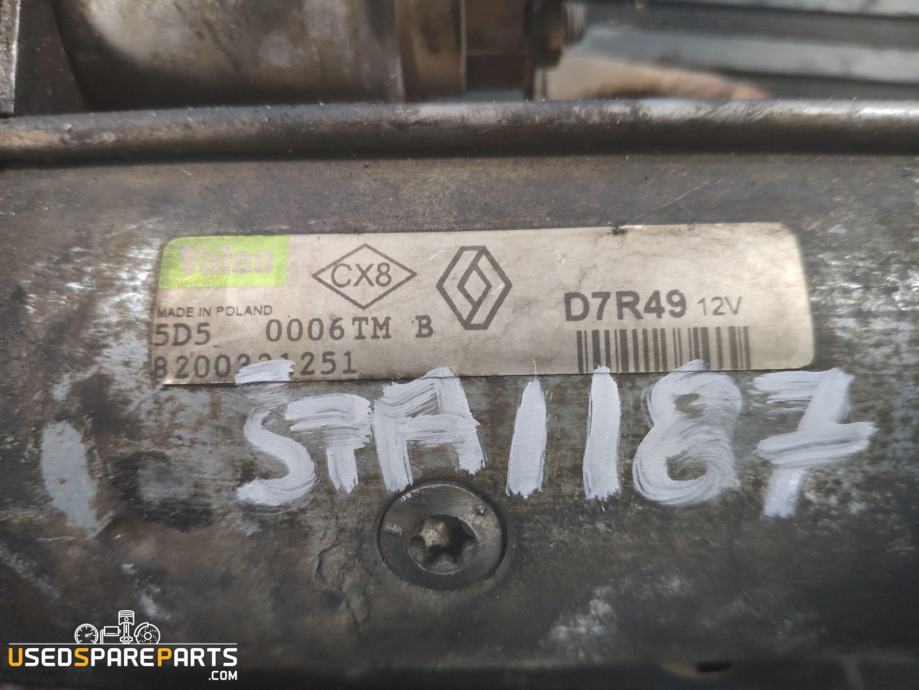 Valeo
CX8
MADE IN POLAND
D7R49 12V
5D5 0006TM B
STA1187
USEDSPAREPARTS
.COM